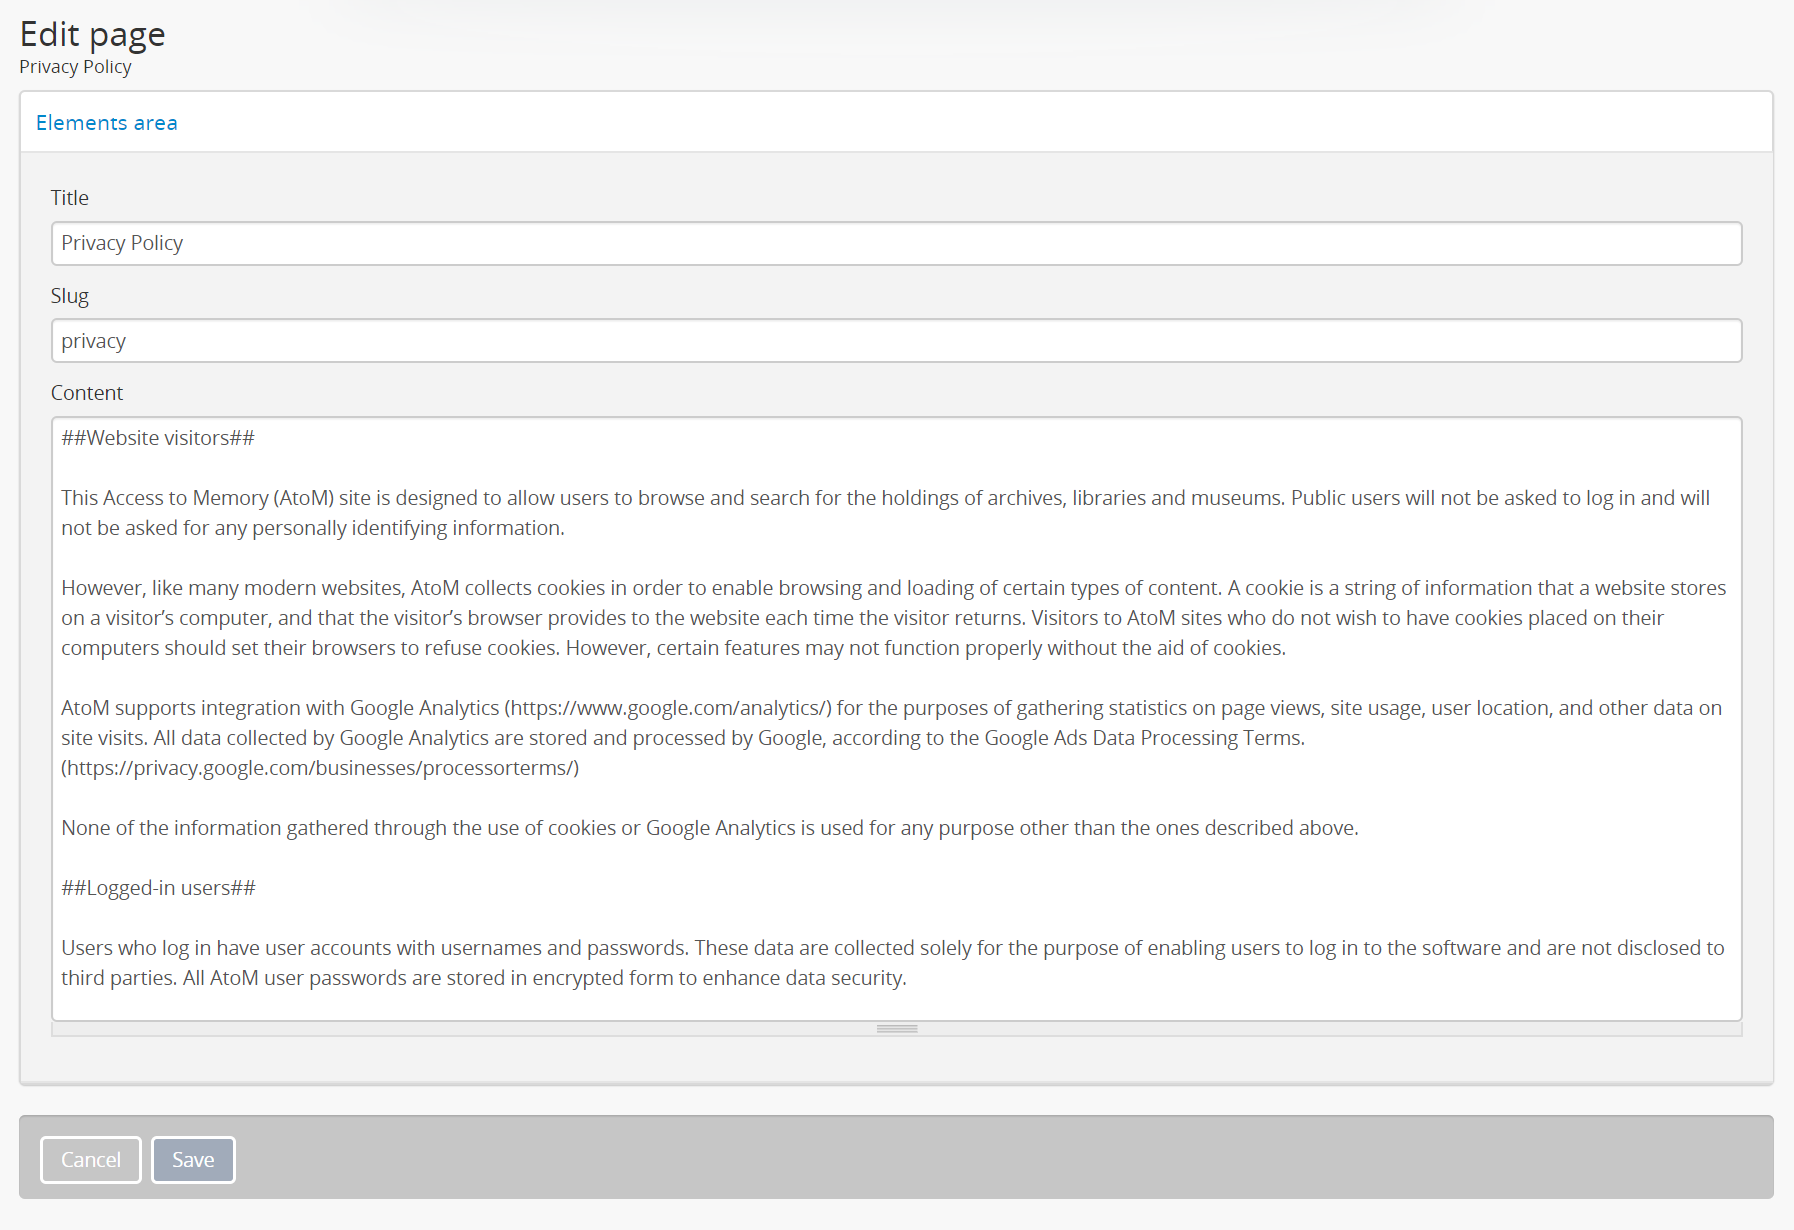 Edit page
Privacy Policy
Elements area
Title
Privacy Policy
Slug
privacy
Content
##Website visitors##
This Access to Memory (AtoM) site is designed to allow users to browse and search for the holdings of archives, libraries and museums. Public users will not be asked to log in and will
not be asked for any personally identifying information.
However, like many modern websites, AtoM collects cookies in order to enable browsing and loading of certain types of content. A cookie is a string of information that a website stores
on a visitor’s computer, and that the visitor’s browser provides to the website each time the visitor returns. Visitors to AtoM sites who do not wish to have cookies placed on their
computers should set their browsers to refuse cookies. However, certain features may not function properly without the aid of cookies.
AtoM supports integration with Google Analytics (https://www.google.com/analytics/) for the purposes of gathering statistics on page views, site usage, user location, and other data on
site visits. All data collected by Google Analytics are stored and processed by Google, according to the Google Ads Data Processing Terms.
(https://privacy.google.com/businesses/processorterms/)
None of the information gathered through the use of cookies or Google Analytics is used for any purpose other than the ones described above.
##Logged-in users##
Users who log in have user accounts with usernames and passwords. These data are collected solely for the purpose of enabling users to log in to the software and are not disclosed to
third parties. All AtoM user passwords are stored in encrypted form to enhance data security.
Cancel
Save